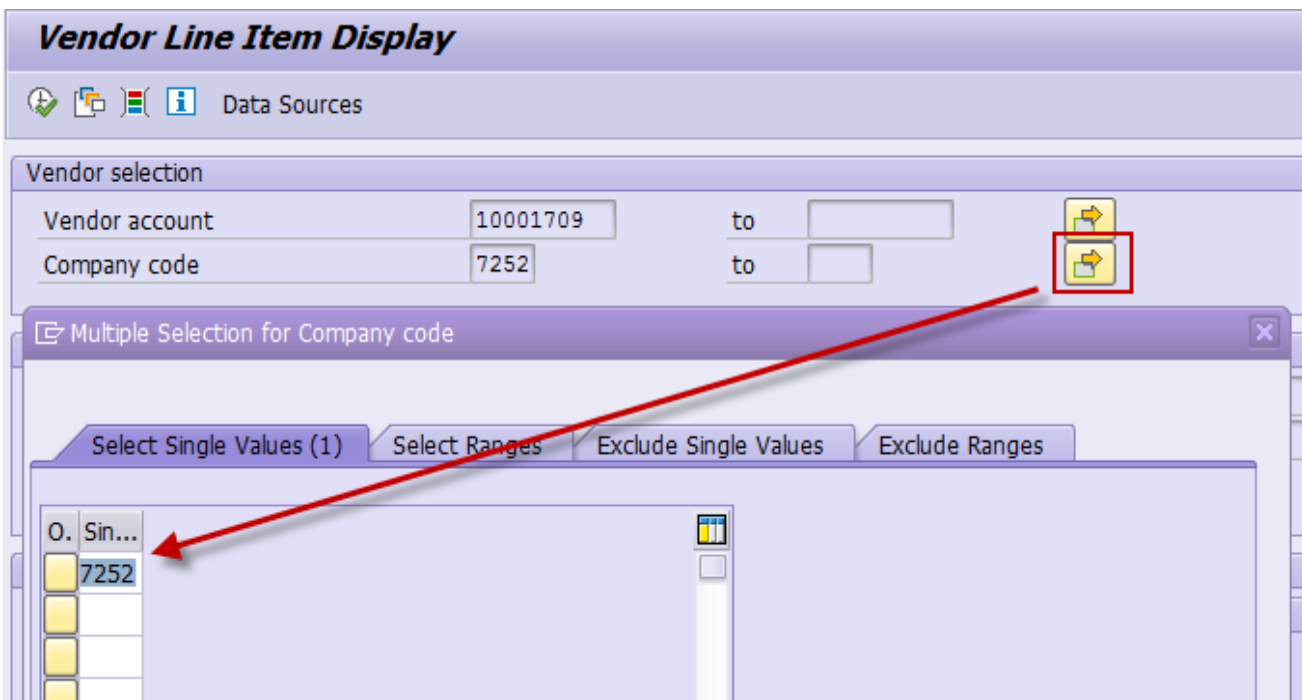 Vendor Line Item Display
Data Sources
Vendor selection
Vendor account 10001709 to
Company code 7252 to
Multiple Selection for Company code
Select Single Values (1) Select Ranges Exclude Single Values Exclude Ranges
O. Sin...
7252